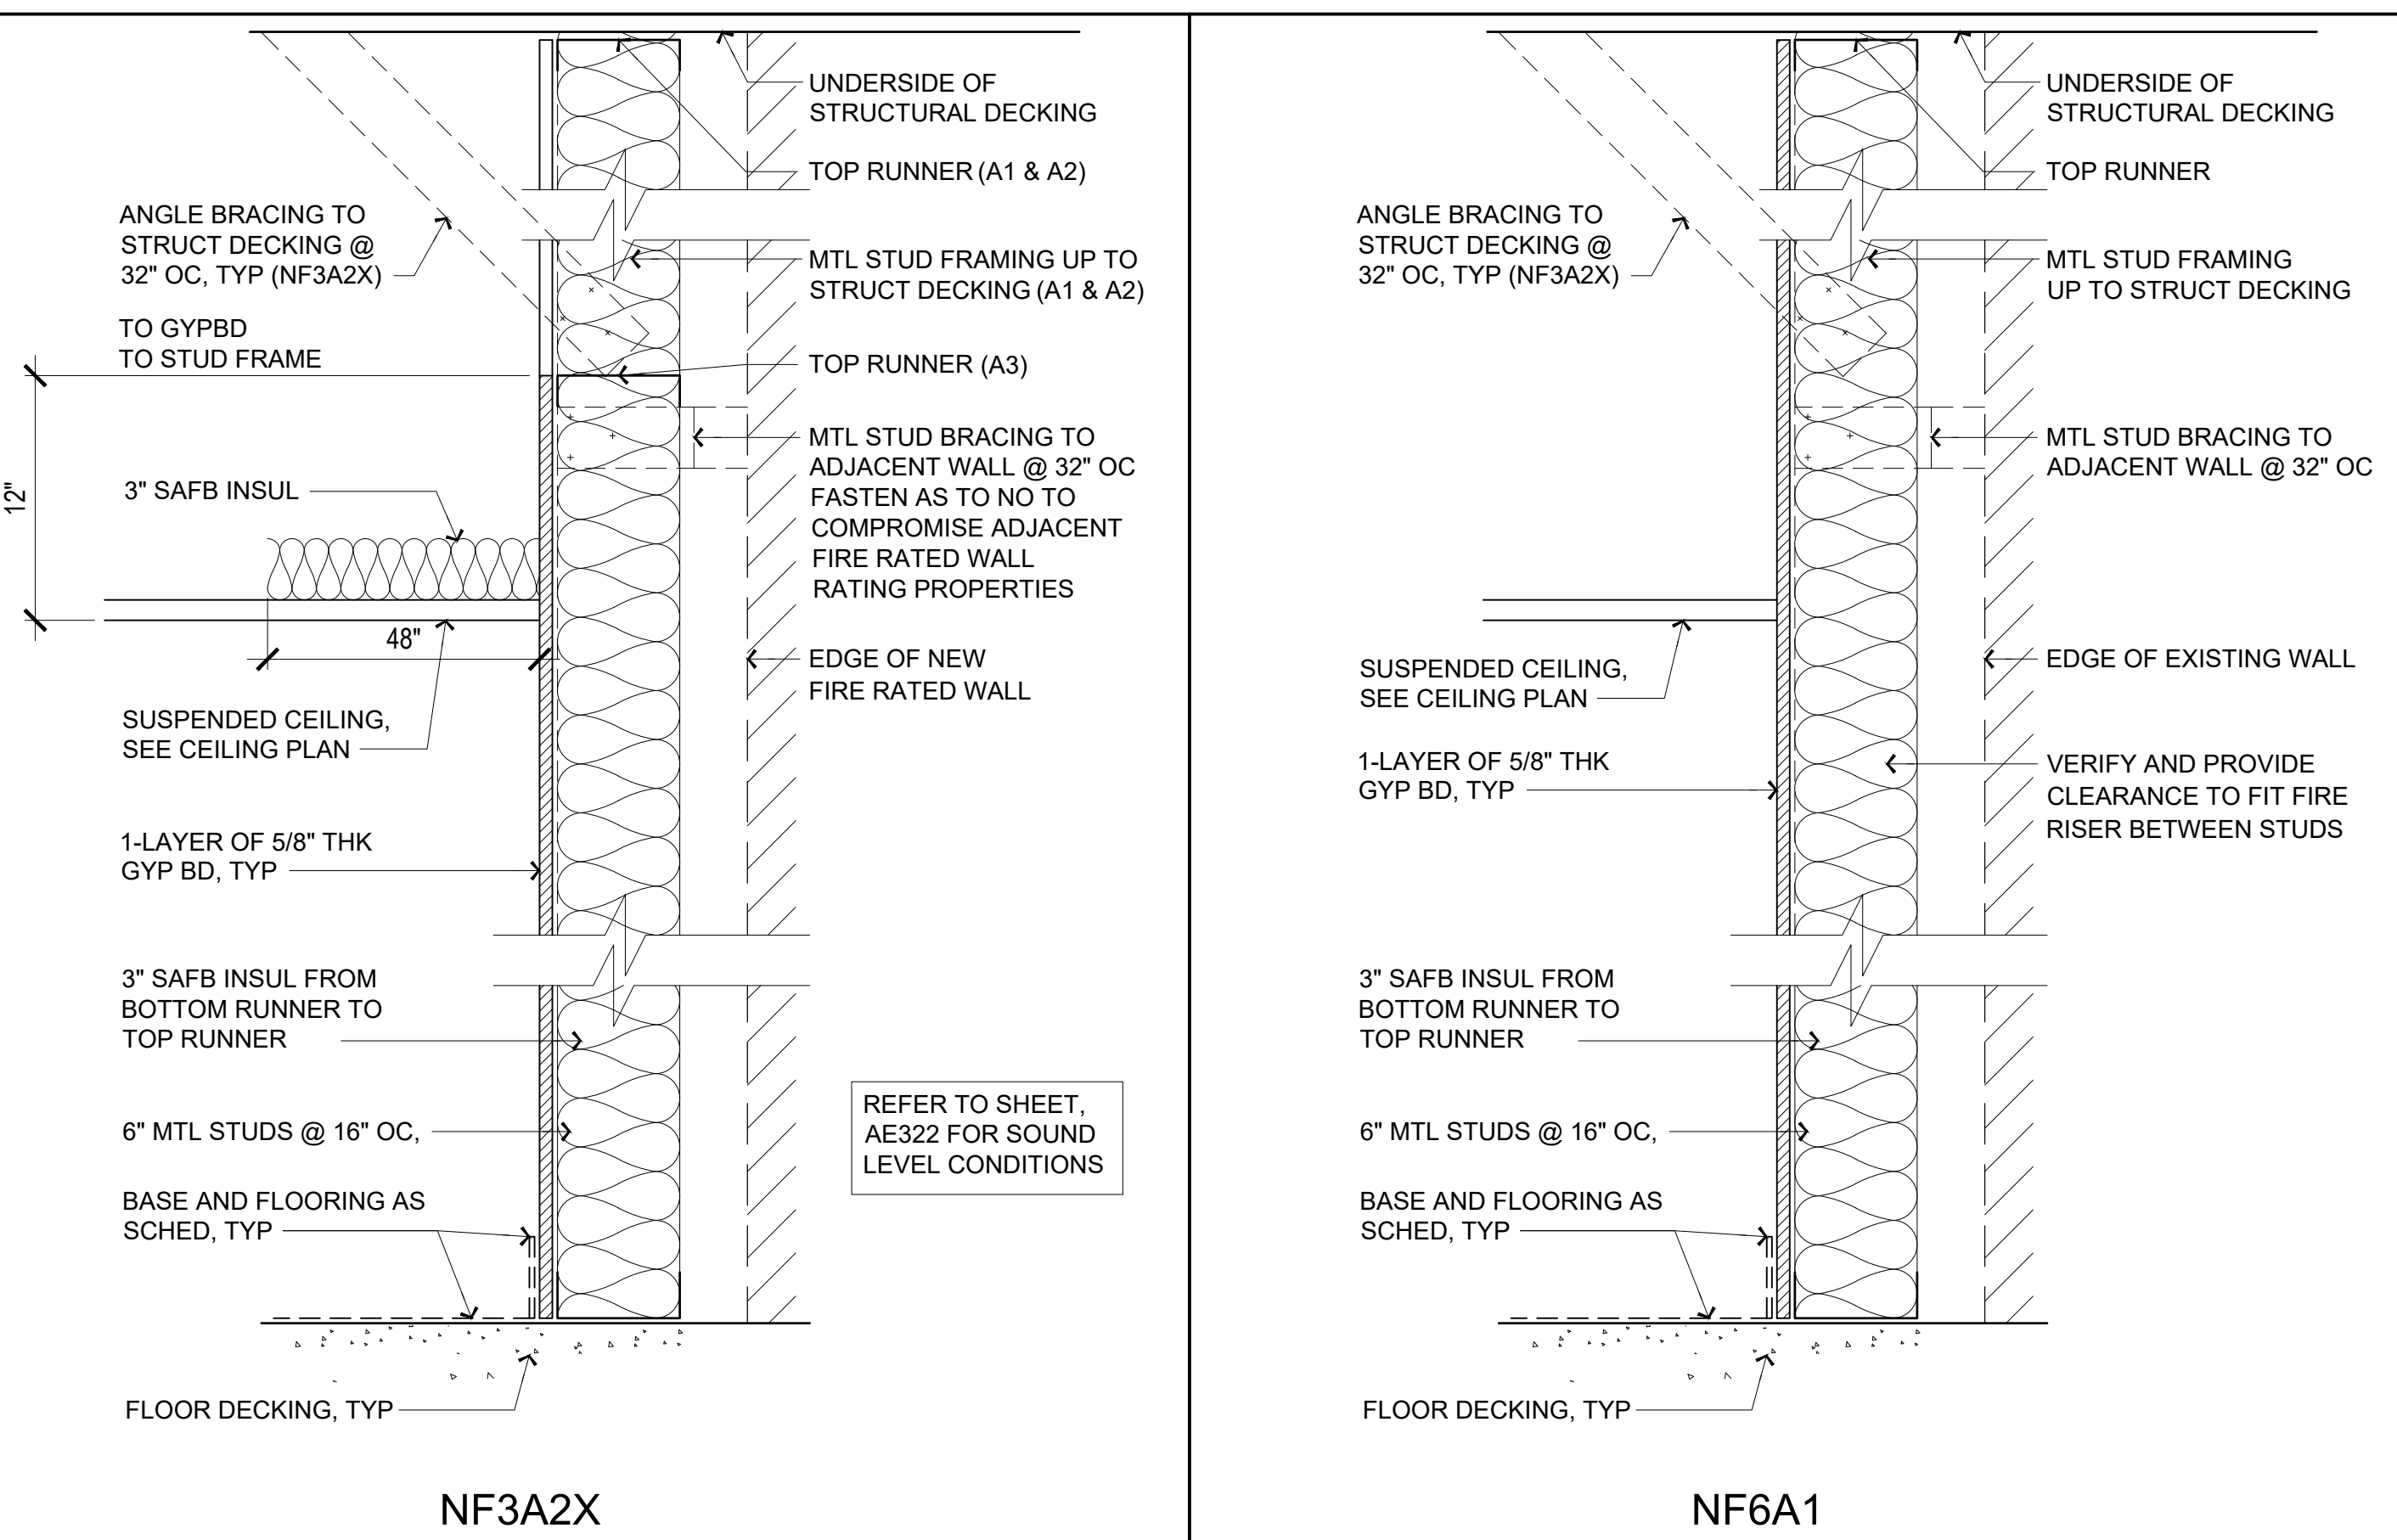 UNDERSIDE OF
STRUCTURAL DECKING
TOP RUNNER (A1 & A2)
ANGLE BRACING TO
STRUCT DECKING @
32" OC, TYP (NF3A2X)
MTL STUD FRAMING UP TO
STRUCT DECKING (A1 & A2)
TO GYPBD
TO STUD FRAME
TOP RUNNER (A3)
12"
3" SAFB INSUL
MTL STUD BRACING TO
ADJACENT WALL @ 32" OC
FASTEN AS TO NO TO
COMPROMISE ADJACENT
FIRE RATED WALL
RATING PROPERTIES
48"
EDGE OF NEW
FIRE RATED WALL
SUSPENDED CEILING,
SEE CEILING PLAN
1-LAYER OF 5/8" THK
GYP BD, TYP
3" SAFB INSUL FROM
BOTTOM RUNNER TO
TOP RUNNER
6" MTL STUDS @ 16" OC,
REFER TO SHEET,
AE322 FOR SOUND
LEVEL CONDITIONS
BASE AND FLOORING AS
SCHED, TYP
FLOOR DECKING, TYP
NF3A2X
UNDERSIDE OF
STRUCTURAL DECKING
TOP RUNNER
ANGLE BRACING TO
STRUCT DECKING @
32" OC, TYP (NF3A2X)
MTL STUD FRAMING
UP TO STRUCT DECKING
MTL STUD BRACING TO
ADJACENT WALL @ 32" OC
SUSPENDED CEILING,
SEE CEILING PLAN
EDGE OF EXISTING WALL
1-LAYER OF 5/8" THK
GYP BD, TYP
VERIFY AND PROVIDE
CLEARANCE TO FIT FIRE
RISER BETWEEN STUDS
3" SAFB INSUL FROM
BOTTOM RUNNER TO
TOP RUNNER
6" MTL STUDS @ 16" OC,
BASE AND FLOORING AS
SCHED, TYP
FLOOR DECKING, TYP
NF6A1